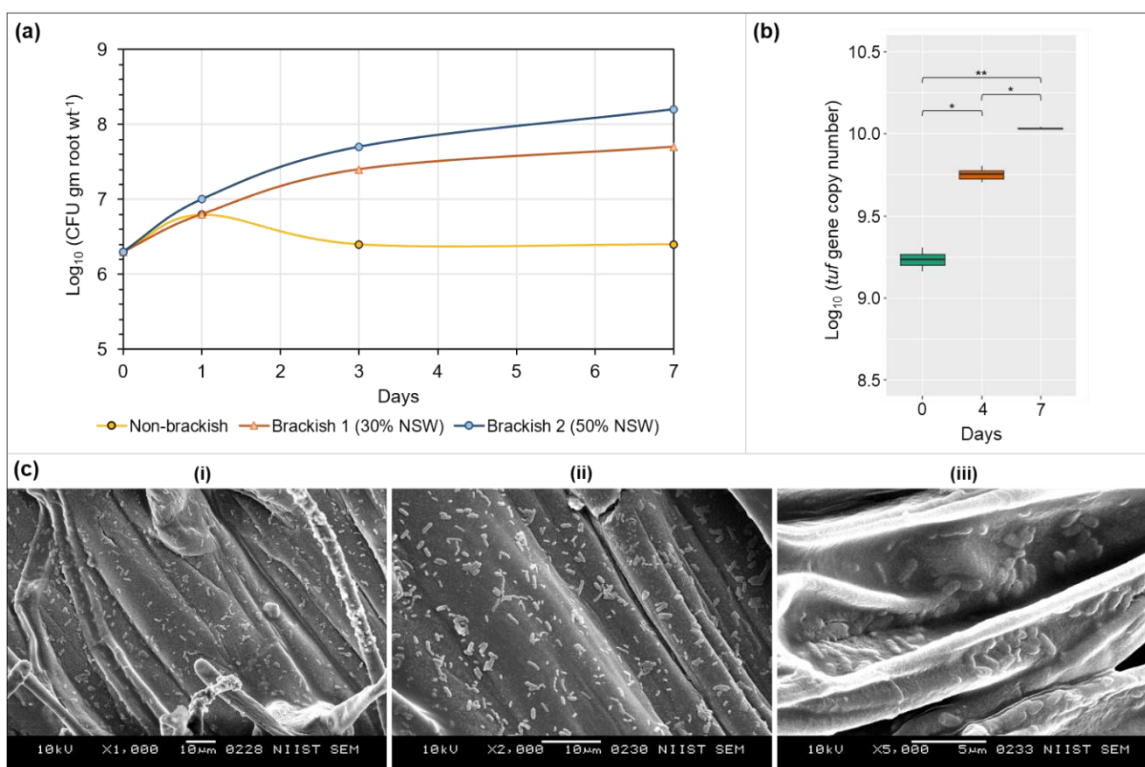 (a)
9
8
7
6
5
Log₁₀ (CFU gm root wt⁻¹)
0 1 2 3 4 5 6 7
Days
Non-brackish Brackish 1 (30% NSW) Brackish 2 (50% NSW)
(b)
10.5
10.0
9.5
9.0
8.5
Log₁₀ (tuf gene copy number)
**
*
*
0 4 7
Days
(c)
(i) (ii) (iii)
10kV X1,000 10μm 0228 NIIST SEM
10kV X2,000 10μm 0230 NIIST SEM
10kV X5,000 5μm 0233 NIIST SEM